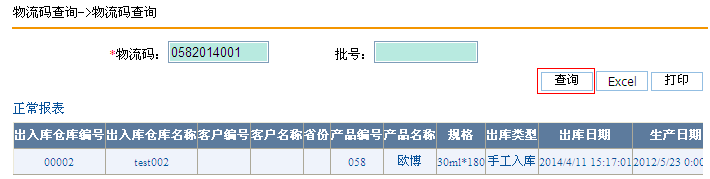 物流码查询->物流码查询
*物流码： 0582014001 批号：
查询 Excel 打印
正常报表
出入库仓库编号 出入库仓库名称 客户编号 客户名称 省份 产品编号 产品名称 规格 出库类型 出库日期 生产日期
00002 test002 058 欧博 30ml*180 手工入库 2014/4/11 15:17:01 2012/5/23 0:00